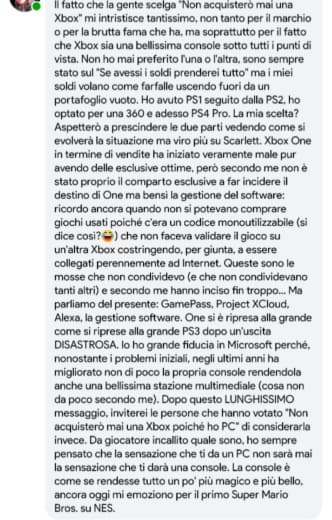 Il fatto che la gente scelga "Non acquisterò mai una
Xbox" mi intristisce tantissimo, non tanto per il marchio
o per la brutta fama che ha, ma soprattutto per il fatto
che Xbox sia una bellissima console sotto tutti i punti di
vista. Non ho mai preferito l'una o l'altra, sono sempre
stato sul "Se avessi i soldi prenderei tutto" ma i miei
soldi volano come farfalle uscendo fuori da un
portafoglio vuoto. Ho avuto PS1 seguito dalla PS2, ho
optato per una 360 e adesso PS4 Pro. La mia scelta?
Aspetterò a prescindere le due parti vedendo come si
evolverà la situazione ma viro più su Scarlett. Xbox One
in termine di vendite ha iniziato veramente male pur
avendo delle esclusive ottime, però secondo me non è
stato proprio il comparto esclusive a far incidere il
destino di One ma bensì la gestione del software:
ricordo ancora quando non si potevano comprare
giochi usati poiché c'era un codice monoutilizzabile (si
dice così?😅) che non faceva validare il gioco su
un'altra Xbox costringendo, per giunta, a essere
collegati perennemente ad Internet. Queste sono le
mosse che non condividevo (e che non condividevano
tanti altri) e secondo me hanno inciso fin troppo... Ma
parliamo del presente: GamePass, Project XCloud,
Alexa, la gestione software. One si è ripresa alla grande
come si riprese alla grande PS3 dopo un'uscita
DISASTROSA. Io ho grande fiducia in Microsoft perché,
nonostante i problemi iniziali, negli ultimi anni ha
migliorato non di poco la propria console rendendola
anche una bellissima stazione multimediale (cosa non
da poco secondo me). Dopo questo LUNGHISSIMO
messaggio, inviterei le persone che hanno votato "Non
acquisterò mai una Xbox poiché ho PC" di considerarla
invece. Da giocatore incallito quale sono, ho sempre
pensato che la sensazione che ti da un PC non sarà mai
la sensazione che ti darà una console. La console è
come se rendesse tutto un po' più magico e più bello,
ancora oggi mi emoziono per il primo Super Mario
Bros. su NES.